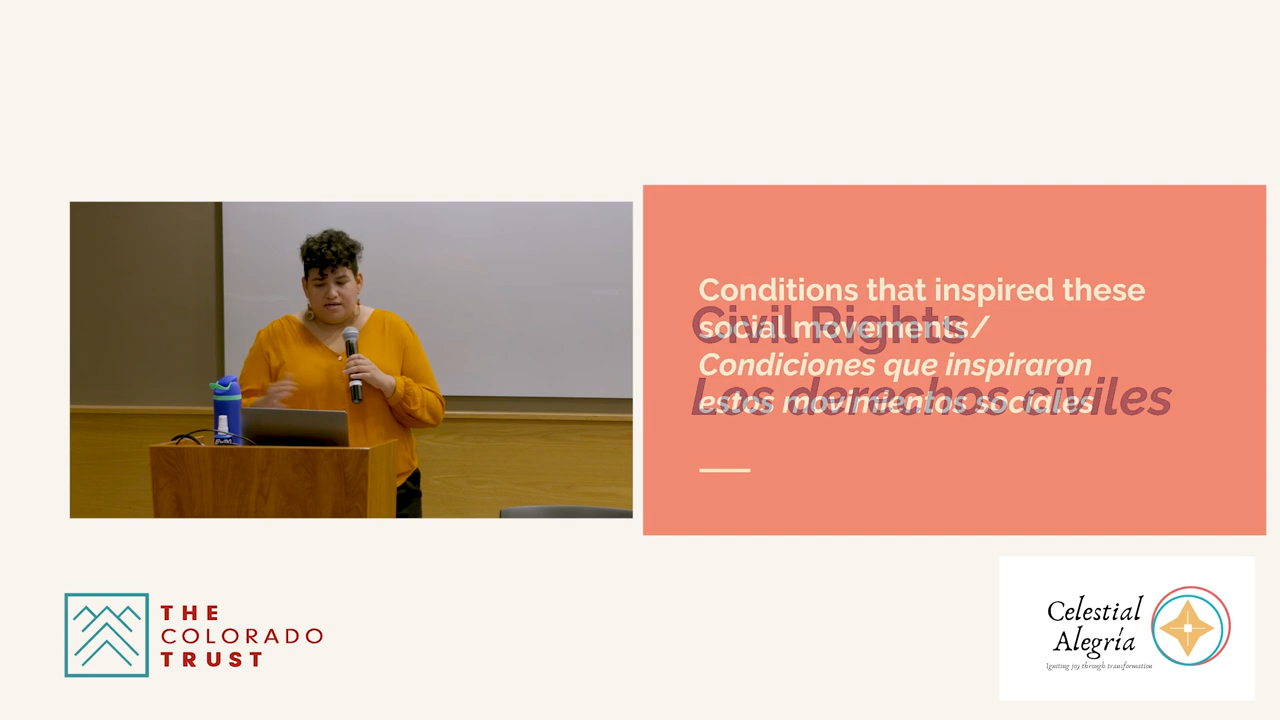 Conditions that inspired these
social movements/
Condiciones que inspiraron
estos movimientos sociales
Civil Rights
Los derechos civiles
THE
COLORADO
TRUST
Celestial
Alegría
Igniting joy through transformation